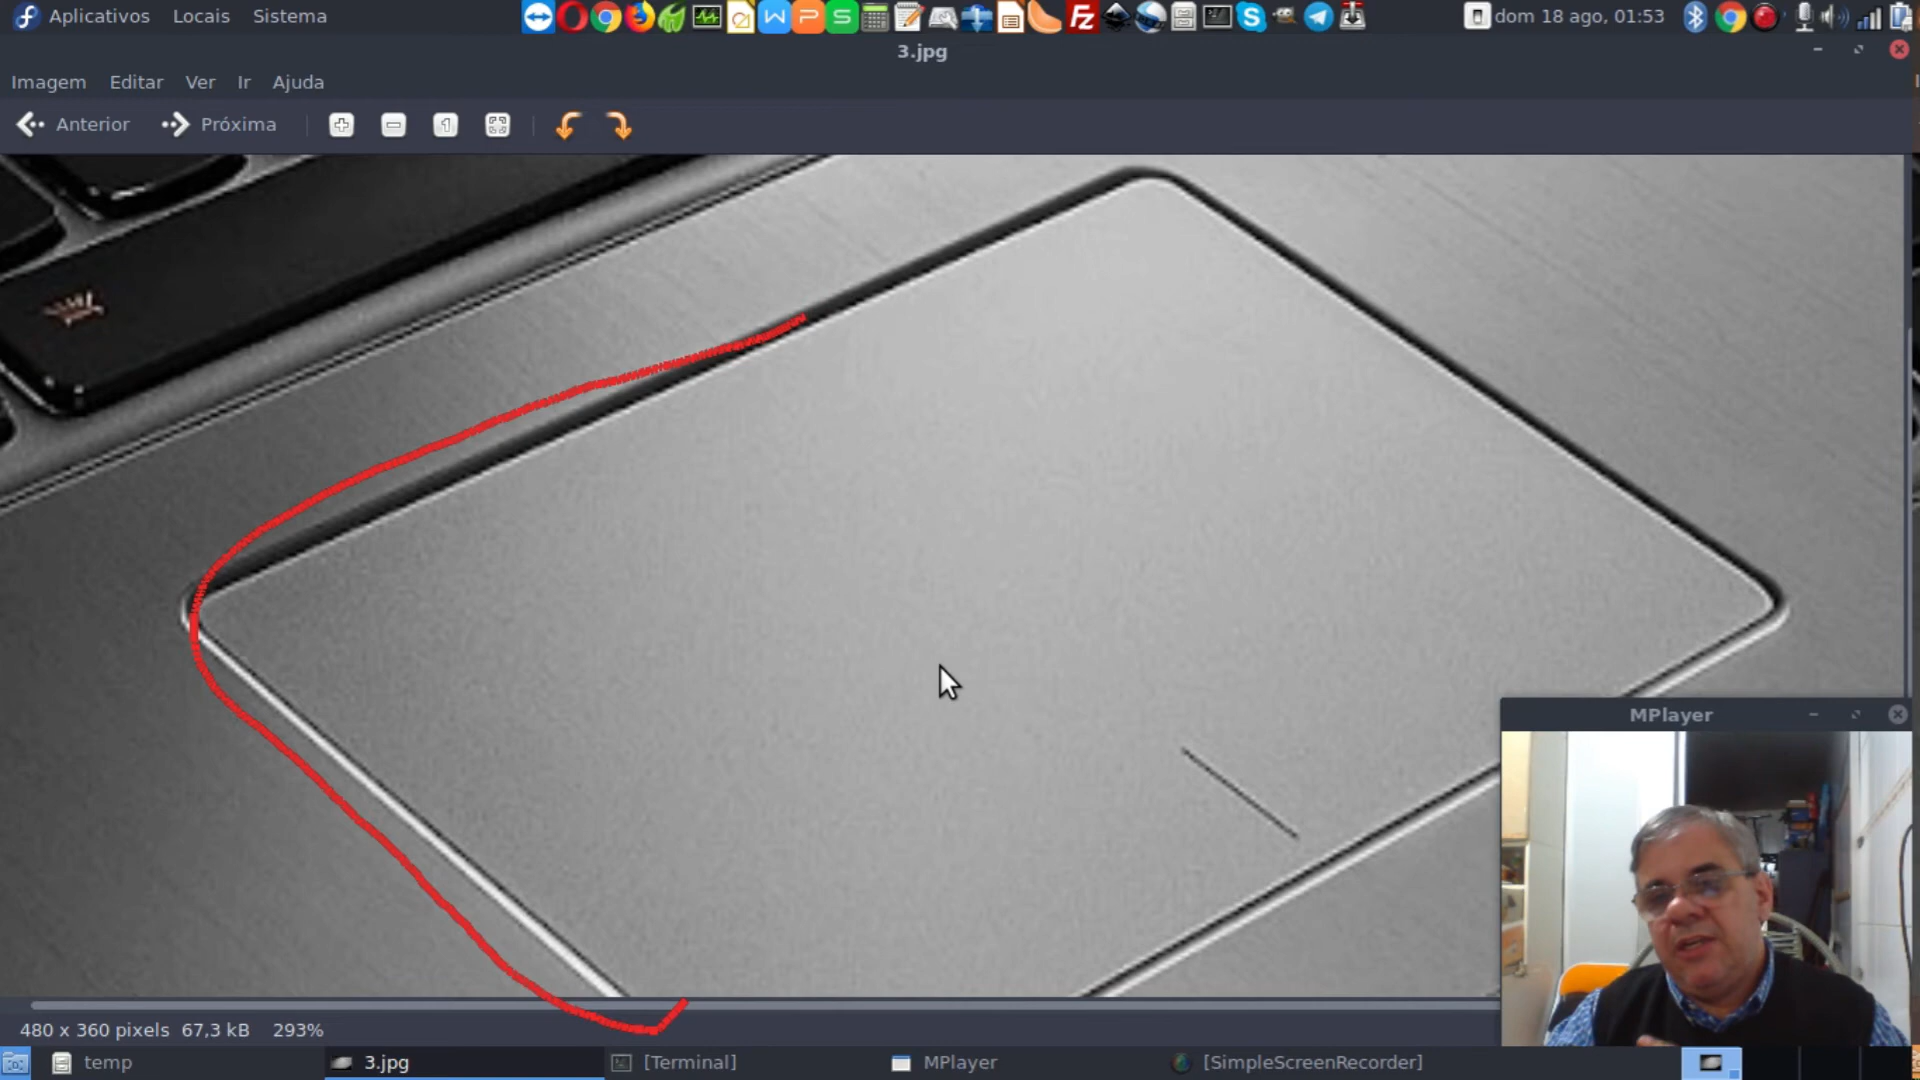 Aplicativos Locais Sistema
dom 18 ago, 01:53
3.jpg
Imagem Editar Ver Ir Ajuda
Anterior Próxima
480 x 360 pixels 67,3 kB 293%
MPlayer
temp 3.jpg [Terminal] MPlayer [SimpleScreenRecorder]